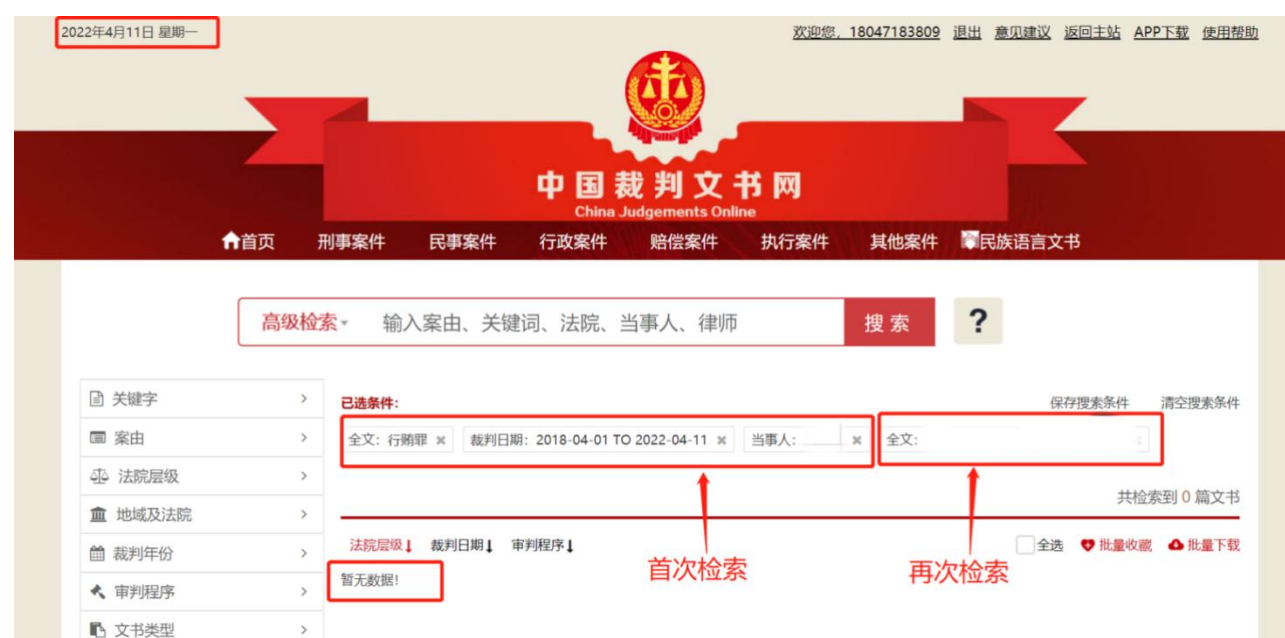 2022年4月11日 星期一
欢迎您，18047183809 退出 意见建议 返回主站 APP下载 使用帮助
中国裁判文书网
China Judgements Online
首页 刑事案件 民事案件 行政案件 赔偿案件 执行案件 其他案件 民族语言文书
高级检索 输入案由、关键词、法院、当事人、律师 搜索 ?
关键字
案由
法院层级
地域及法院
裁判年份
审判程序
文书类型
已选条件:
保存搜索条件 清空搜索条件
全文: 行贿罪 × 裁判日期: 2018-04-01 TO 2022-04-11 × 当事人: × 全文:
共检索到 0 篇文书
法院层级 裁判日期 审判程序
全选 批量收藏 批量下载
暂无数据!
首次检索
再次检索